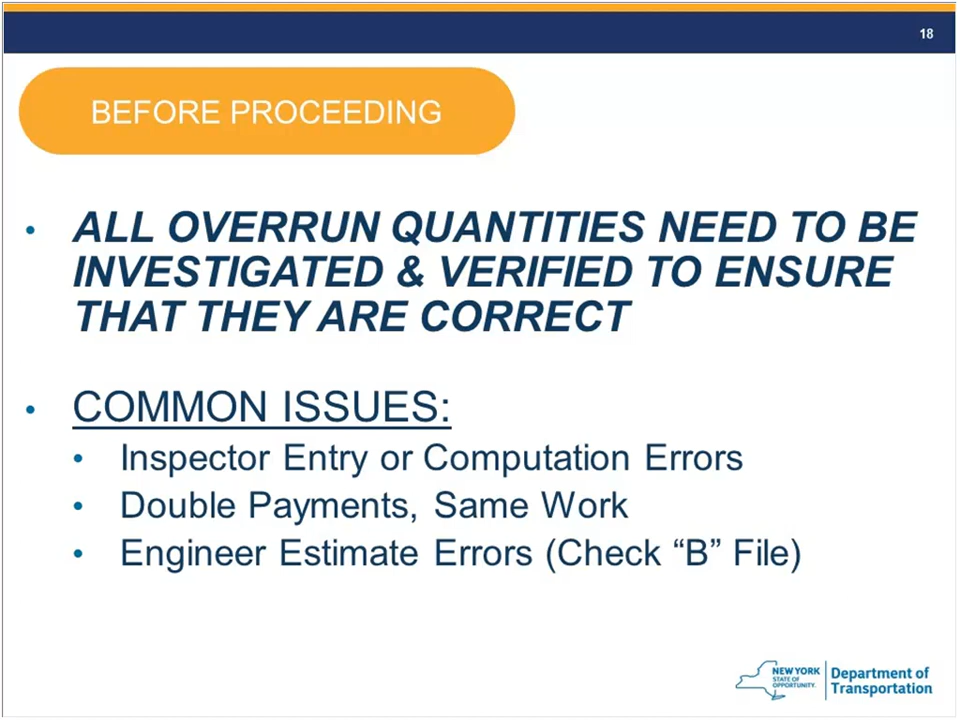 18
BEFORE PROCEEDING
• ALL OVERRUN QUANTITIES NEED TO BE
INVESTIGATED & VERIFIED TO ENSURE
THAT THEY ARE CORRECT
• COMMON ISSUES:
• Inspector Entry or Computation Errors
• Double Payments, Same Work
• Engineer Estimate Errors (Check “B” File)
NEW YORK
STATE OF
OPPORTUNITY.
Department of
Transportation